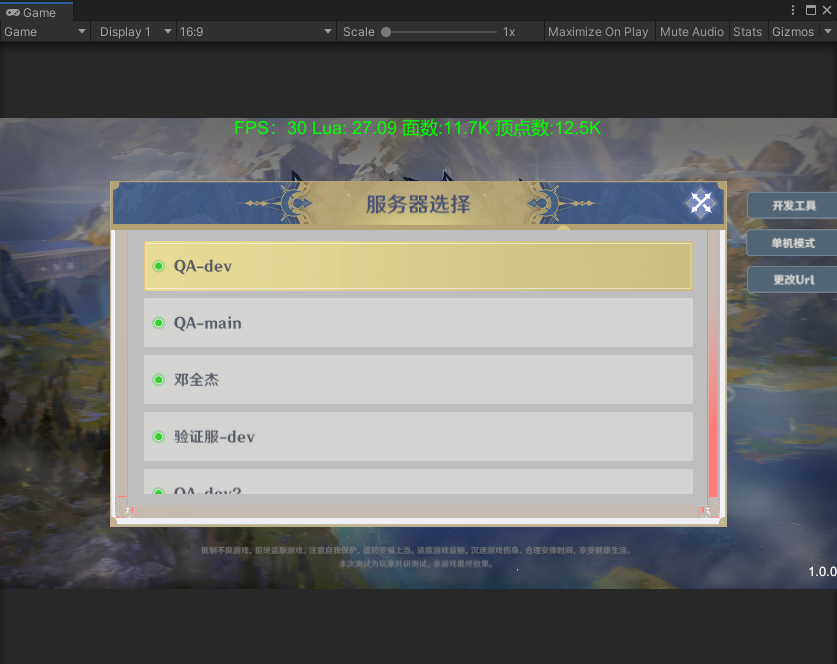 Game
Game Display 1 16:9 Scale 1x Maximize On Play Mute Audio Stats Gizmos
FPS: 30 Lua: 27.09 面数:11.7K 顶点数:12.5K
服务器选择
开发工具
单机模式
更改Url
QA-dev
QA-main
邓全杰
验证服-dev
QA-dev2
抵制不良游戏，拒绝盗版游戏。注意自我保护，谨防受骗上当。适度游戏益脑，沉迷游戏伤身。合理安排时间，享受健康生活。
本次测试为玩家共研测试，非游戏最终效果。
1.0.0